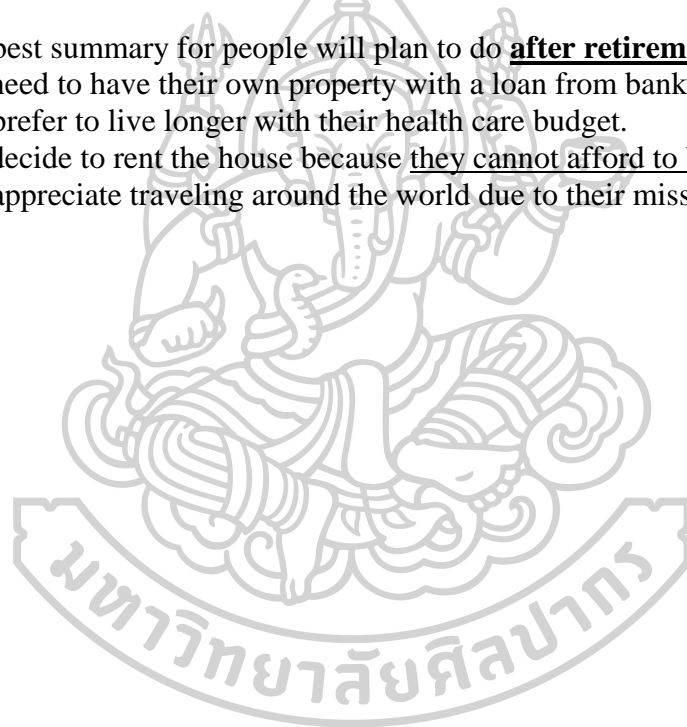 best summary for people will plan to do after retirem
need to have their own property with a loan from bank
prefer to live longer with their health care budget.
decide to rent the house because they cannot afford to
appreciate traveling around the world due to their miss
มหาวิทยาลัยศิลปากร